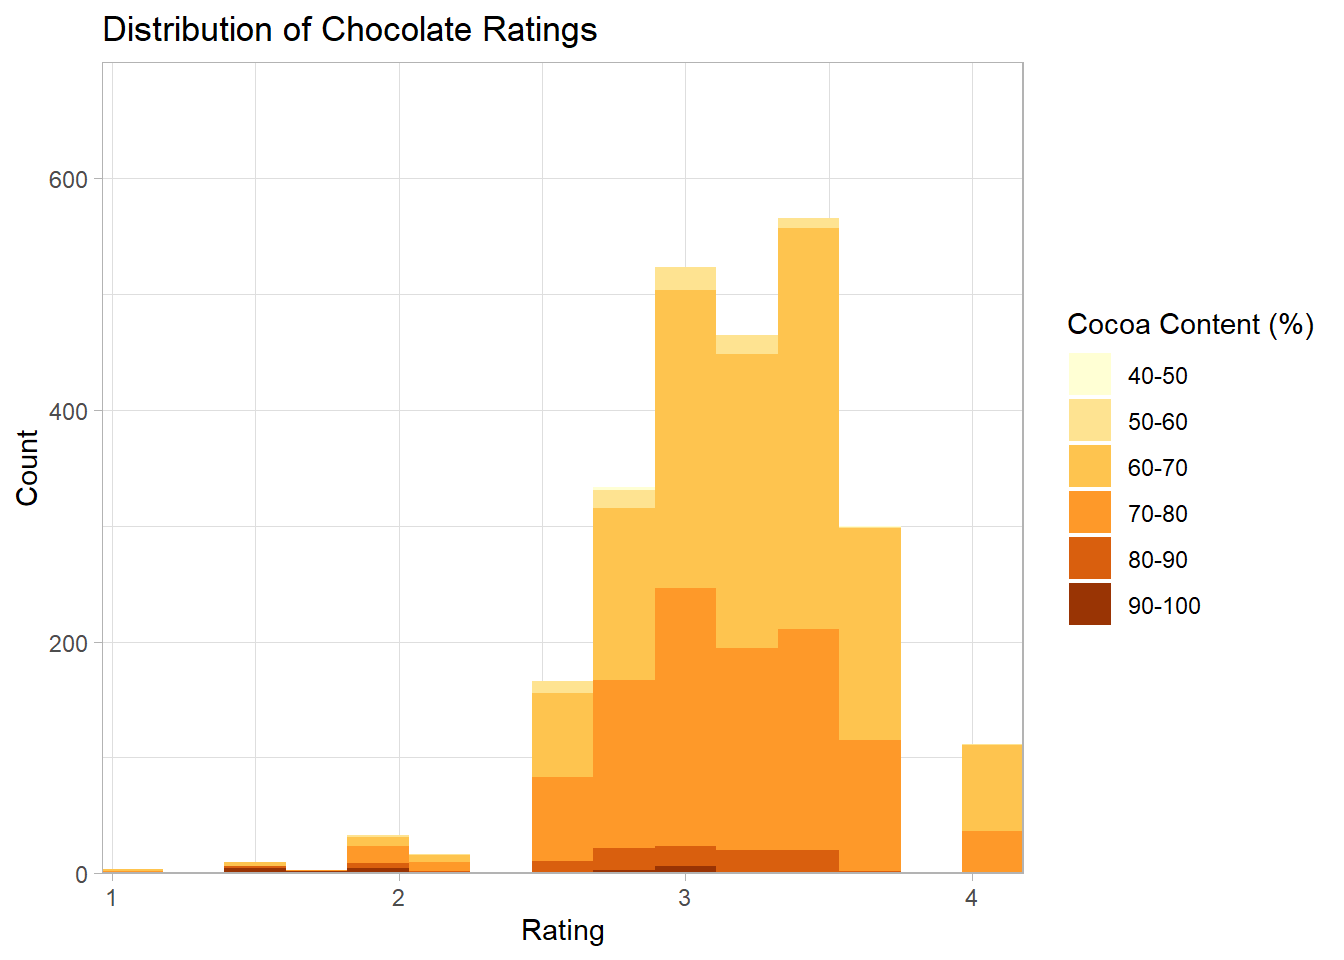 Distribution of Chocolate Ratings
Count
600
400
200
0
1 2 3 4
Rating
Cocoa Content (%)
40-50
50-60
60-70
70-80
80-90
90-100